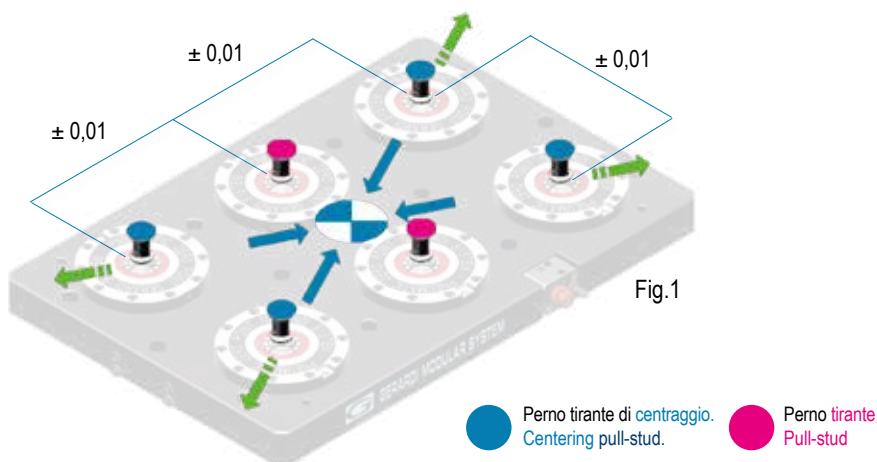 ± 0,01
± 0,01
± 0,01
Fig.1
GERARDI MODULAR SYSTEM
Perno tirante di centraggio.
Centering pull-stud.
Perno tirante
Pull-stud